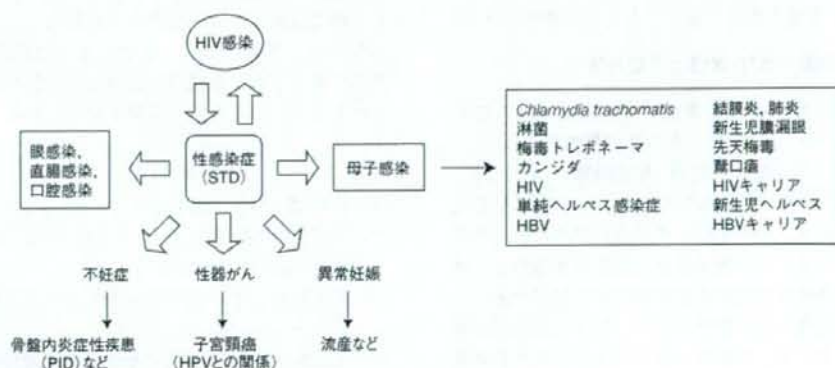 HIV感染
眼感染、
直腸感染、
口腔感染
性感染症
(STD)
母子感染
Chlamydia trachomatis 結膜炎, 肺炎
淋菌 新生児膿漏眼
梅毒トレポネーマ 先天梅毒
カンジダ 鵞口瘡
HIV HIVキャリア
単純ヘルペス感染症 新生児ヘルペス
HBV HBVキャリア
不妊症 性器がん 異常妊娠
骨盤内炎症性疾患
(PID)など
子宮頸癌
(HPVとの関係)
流産など